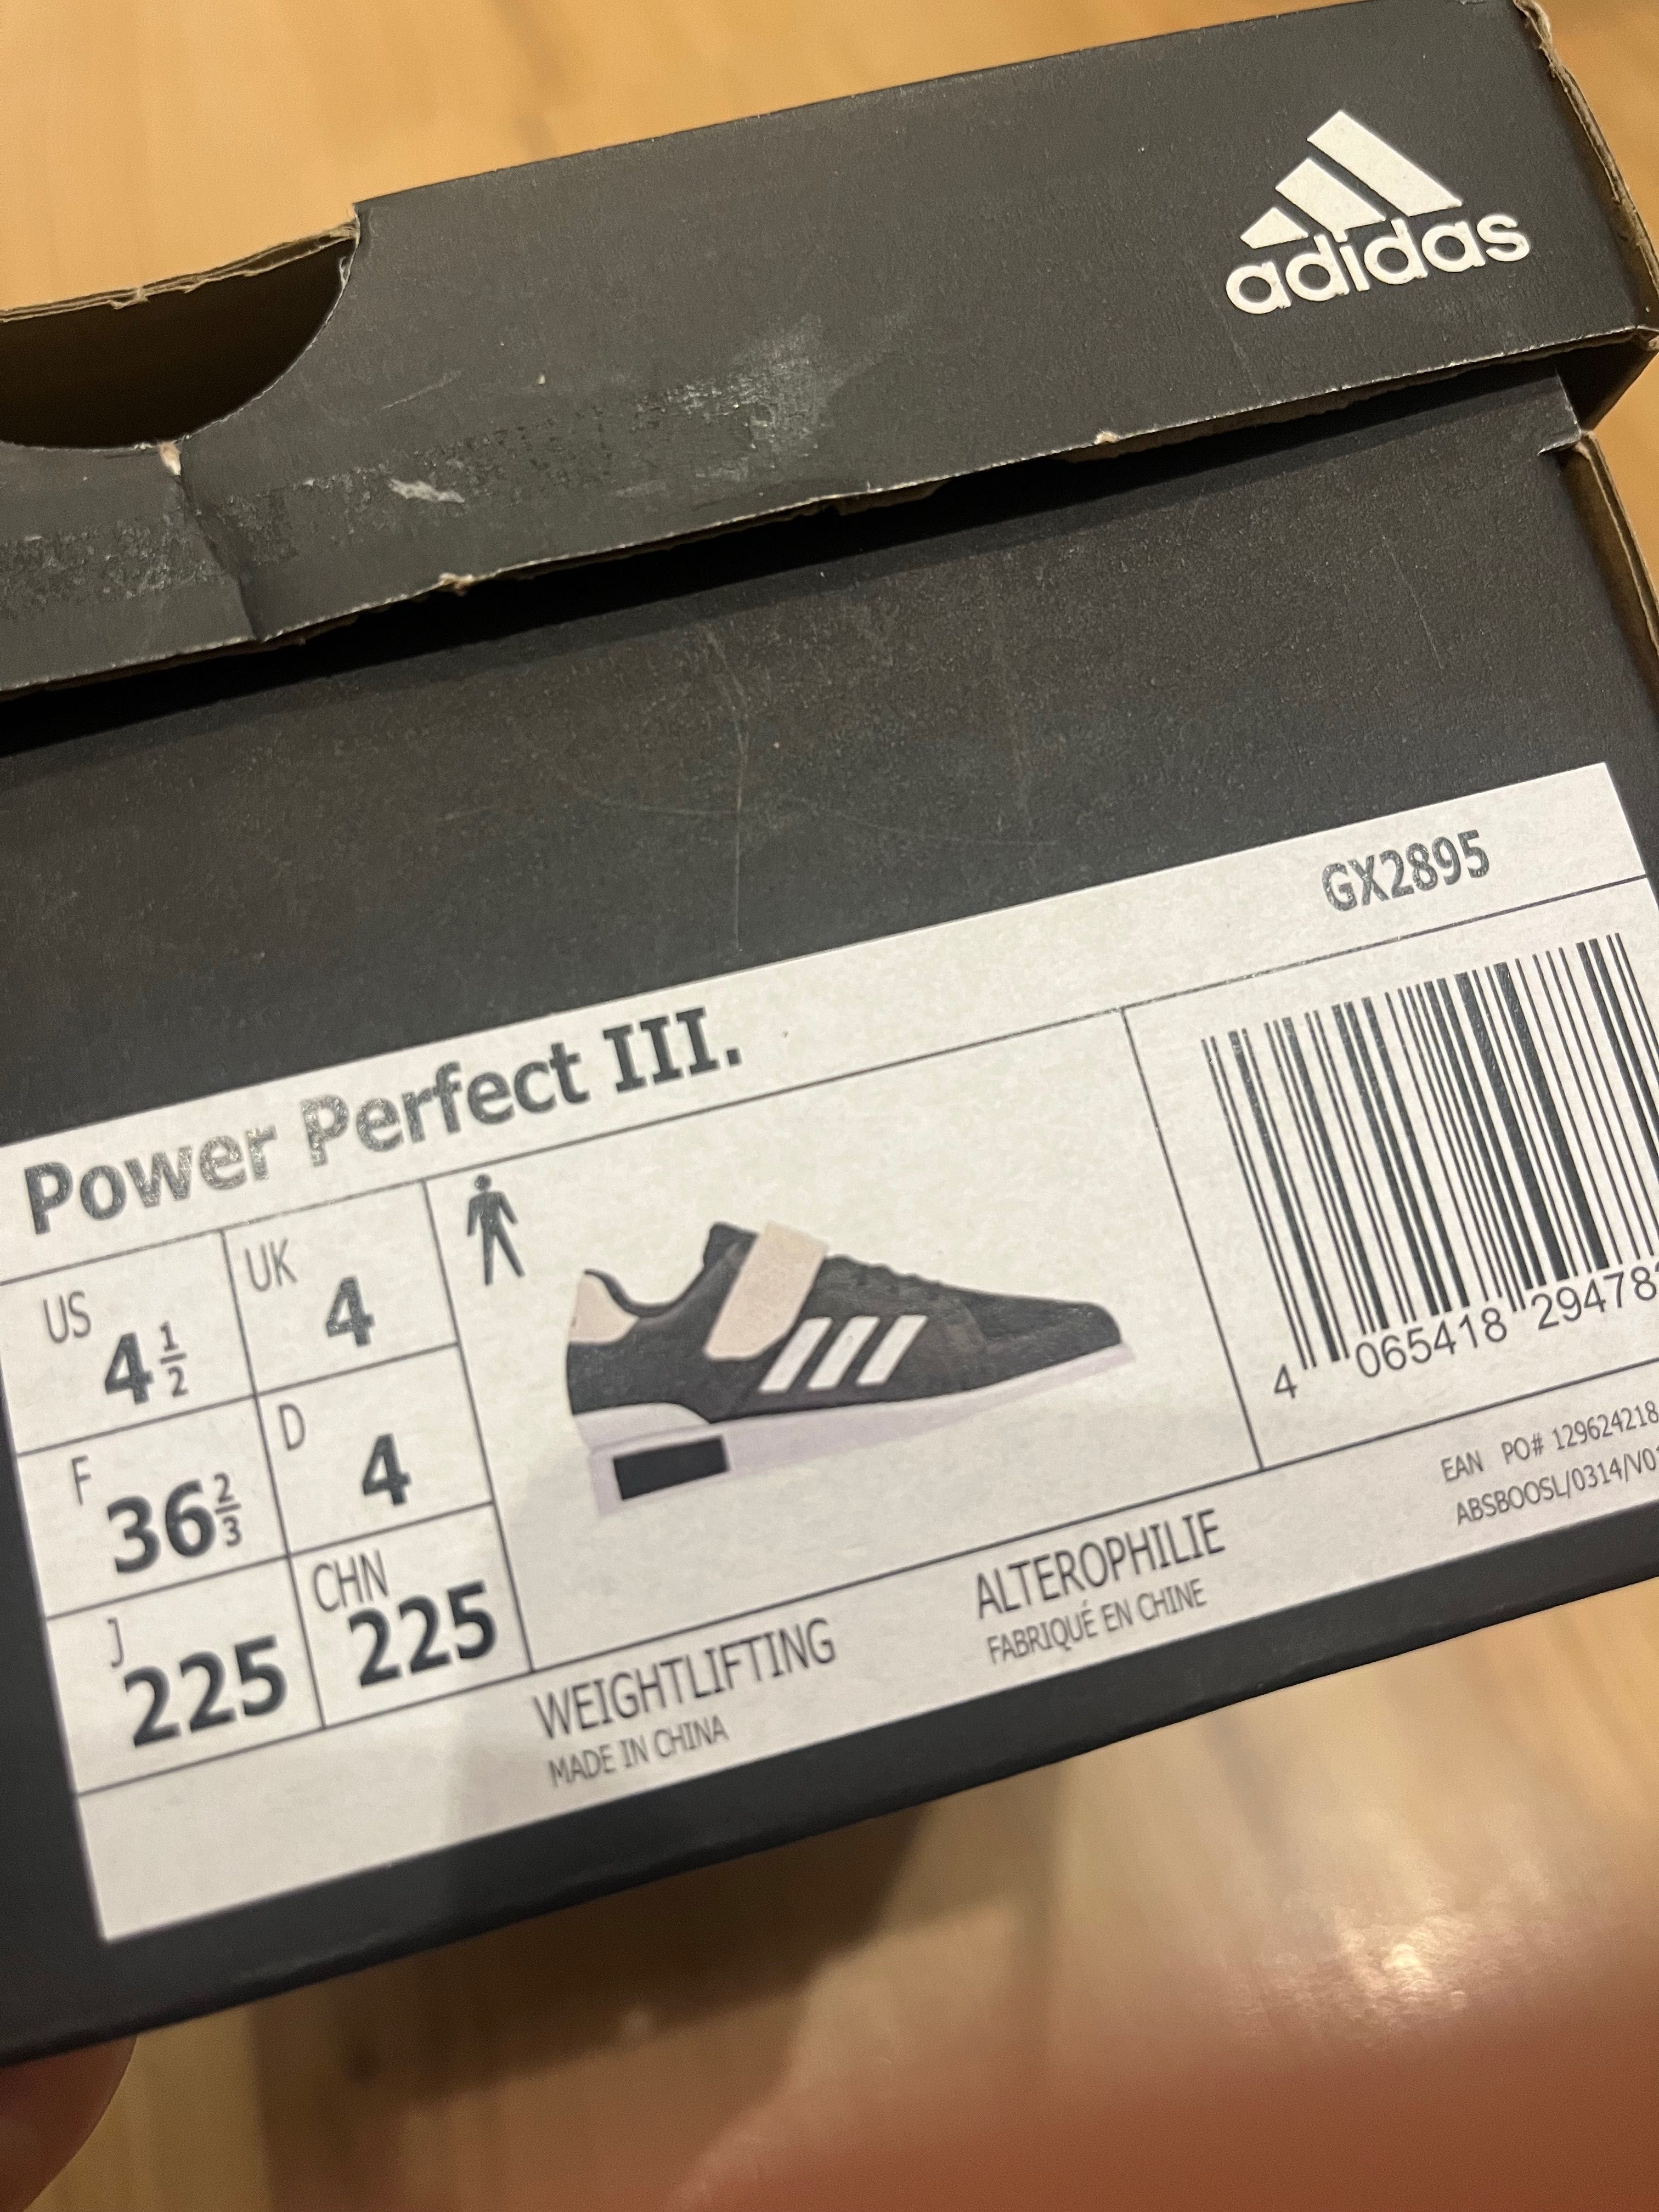 adidas
GX2895
Power Perfect III.
US
4 1/2
UK
4
F
36 2/3
D
4
J
225
CHN
225
4 065418 29478
EAN PO# 129624218
ABSBOOSL/0314/V0
WEIGHTLIFTING
ALTEROPHILIE
MADE IN CHINA
FABRIQUÉ EN CHINE